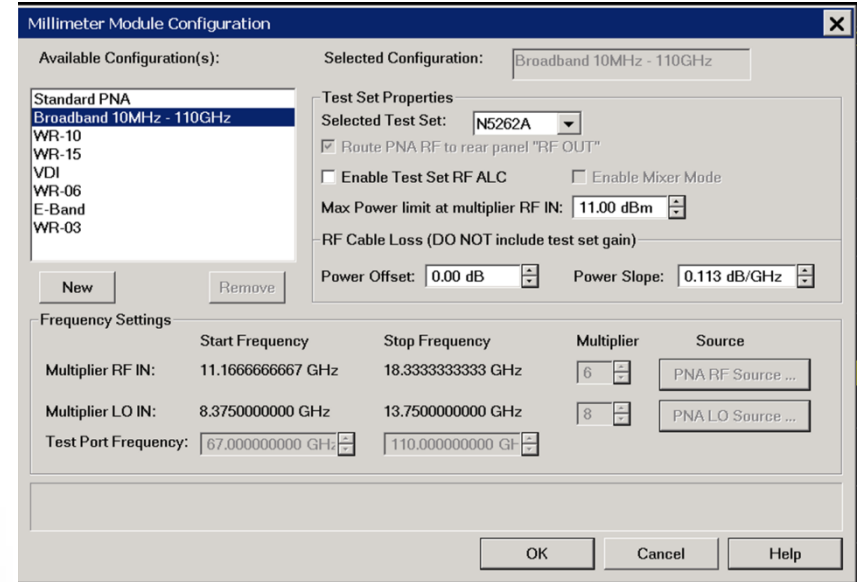 Millimeter Module Configuration
Available Configuration(s):
Selected Configuration: Broadband 10MHz - 110GHz
Standard PNA
Broadband 10MHz - 110GHz
WR-10
WR-15
VDI
WR-06
E-Band
WR-03
New
Remove
Test Set Properties
Selected Test Set: N5262A
Route PNA RF to rear panel "RF OUT"
Enable Test Set RF ALC
Enable Mixer Mode
Max Power limit at multiplier RF IN: 11.00 dBm
RF Cable Loss (DO NOT include test set gain)
Power Offset: 0.00 dB
Power Slope: 0.113 dB/GHz
Frequency Settings
Start Frequency Stop Frequency Multiplier Source
Multiplier RF IN: 11.1666666667 GHz 18.3333333333 GHz 6 PNA RF Source ...
Multiplier LO IN: 8.3750000000 GHz 13.7500000000 GHz 8 PNA LO Source ...
Test Port Frequency: 67.000000000 GHz 110.000000000 GH
OK Cancel Help